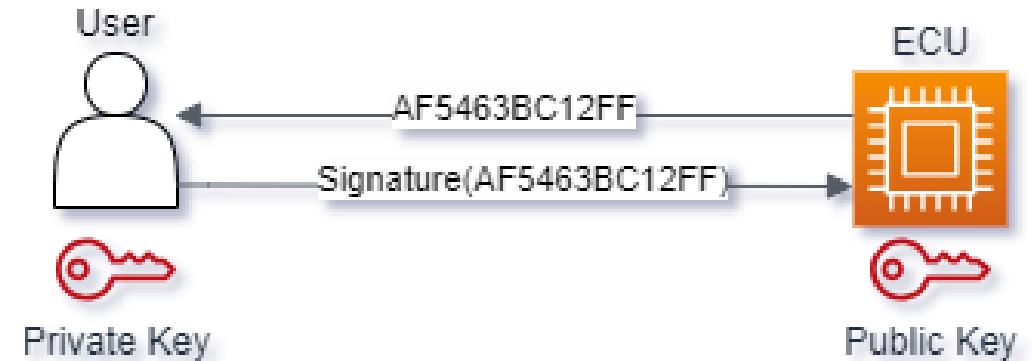 User
ECU
AF5463BC12FF
Signature(AF5463BC12FF)
Private Key
Public Key